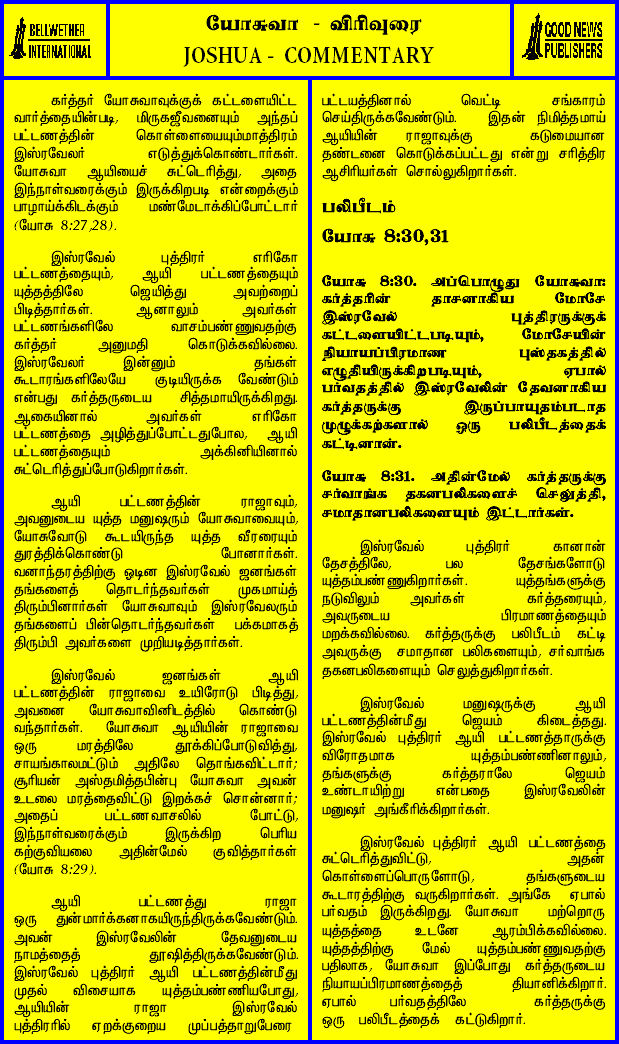 BELLWETHER
INTERNATIONAL
யோசுவா - விரிவுரை
JOSHUA - COMMENTARY
GOOD NEWS
PUBLISHERS
கர்த்தர் யோசுவாவுக்குக் கட்டளையிட்ட
வார்த்தையின்படி, மிருகஜீவனையும் அந்தப்
பட்டணத்தின் கொள்ளையையும்மாத்திரம்
இஸ்ரவேலர் எடுத்துக்கொண்டார்கள்.
யோசுவா ஆயியைச் சுட்டெரித்து, அதை
இந்நாள்வரைக்கும் இருக்கிறபடி என்றைக்கும்
பாழாய்க்கிடக்கும் மண்மேடாக்கிப்போட்டார்
(யோசு 8:27,28).
இஸ்ரவேல் புத்திரர் எரிகோ
பட்டணத்தையும், ஆயி பட்டணத்தையும்
யுத்தத்திலே ஜெயித்து அவற்றைப்
பிடித்தார்கள். ஆனாலும் அவர்கள்
பட்டணங்களிலே வாசம்பண்ணுவதற்கு
கர்த்தர் அனுமதி கொடுக்கவில்லை.
இஸ்ரவேலர் இன்னும் தங்கள்
கூடாரங்களிலேயே குடியிருக்க வேண்டும்
என்பது கர்த்தருடைய சித்தமாயிருக்கிறது.
ஆகையினால் அவர்கள் எரிகோ
பட்டணத்தை அழித்துப்போட்டதுபோல, ஆயி
பட்டணத்தையும் அக்கினியினால்
சுட்டெரித்துப்போடுகிறார்கள்.
ஆயி பட்டணத்தின் ராஜாவும்,
அவனுடைய யுத்த மனுஷரும் யோசுவாவையும்,
யோசுவோடு கூடயிருந்த யுத்த வீரரையும்
துரத்திக்கொண்டு போனார்கள்.
வனாந்தரத்திற்கு ஓடின இஸ்ரவேல் ஜனங்கள்
தங்களைத் தொடர்ந்தவர்கள் முகமாய்த்
திரும்பினார்கள் யோசுவாவும் இஸ்ரவேலரும்
தங்களைப் பின்தொடர்ந்தவர்கள் பக்கமாகத்
திரும்பி அவர்களை முறியடித்தார்கள்.
இஸ்ரவேல் ஜனங்கள் ஆயி
பட்டணத்தின் ராஜாவை உயிரோடு பிடித்து,
அவனை யோசுவாவினிடத்தில் கொண்டு
வந்தார்கள். யோசுவா ஆயியின் ராஜாவை
ஒரு மரத்திலே தூக்கிப்போடுவித்து,
சாயங்காலமட்டும் அதிலே தொங்கவிட்டார்;
சூரியன் அஸ்தமித்தபின்பு யோசுவா அவன்
உடலை மரத்தைவிட்டு இறக்கச் சொன்னார்;
அதைப் பட்டணவாசலில் போட்டு,
இந்நாள்வரைக்கும் இருக்கிற பெரிய
கற்குவியலை அதின்மேல் குவித்தார்கள்
(யோசு 8:29).
ஆயி பட்டணத்து ராஜா
ஒரு துன்மார்க்கனாகயிருந்திருக்கவேண்டும்.
அவன் இஸ்ரவேலின் தேவனுடைய
நாமத்தைத் தூஷித்திருக்கவேண்டும்.
இஸ்ரவேல் புத்திரர் ஆயி பட்டணத்தின்மீது
முதல் விசையாக யுத்தம்பண்ணியபோது,
ஆயியின் ராஜா இஸ்ரவேல்
புத்திரரில் ஏறக்குறைய முப்பத்தாறுபேரை
பட்டயத்தினால் வெட்டி சங்காரம்
செய்திருக்கவேண்டும். இதன் நிமித்தமாய்
ஆயியின் ராஜாவுக்கு கடுமையான
தண்டனை கொடுக்கப்பட்டது என்று சரித்திர
ஆசிரியர்கள் சொல்லுகிறார்கள்.
பலிபீடம்
யோசு 8:30,31
யோசு 8:30. அப்பொழுது யோசுவா:
கர்த்தரின் தாசனாகிய மோசே
இஸ்ரவேல் புத்திரருக்குக்
கட்டளையிட்டபடியும், மோசேயின்
நியாயப்பிரமாண புஸ்தகத்தில்
எழுதியிருக்கிறபடியும், ஏபால்
பர்வதத்தில் இஸ்ரவேலின் தேவனாகிய
கர்த்தருக்கு இருப்பாயுதம்படாத
முழுக்கற்களால் ஒரு பலிபீடத்தைக்
கட்டினான்.
யோசு 8:31. அதின்மேல் கர்த்தருக்கு
சர்வாங்க தகனபலிகளைச் செலுத்தி,
சமாதானபலிகளையும் இட்டார்கள்.
இஸ்ரவேல் புத்திரர் கானான்
தேசத்திலே, பல தேசங்களோடு
யுத்தம்பண்ணுகிறார்கள். யுத்தங்களுக்கு
நடுவிலும் அவர்கள் கர்த்தரையும்,
அவருடைய பிரமாணத்தையும்
மறக்கவில்லை. கர்த்தருக்கு பலிபீடம் கட்டி
அவருக்கு சமாதான பலிகளையும், சர்வாங்க
தகனபலிகளையும் செலுத்துகிறார்கள்.
இஸ்ரவேல் மனுஷருக்கு ஆயி
பட்டணத்தின்மீது ஜெயம் கிடைத்தது.
இஸ்ரவேல் புத்திரர் ஆயி பட்டணத்தாருக்கு
விரோதமாக யுத்தம்பண்ணினாலும்,
தங்களுக்கு கர்த்தராலே ஜெயம்
உண்டாயிற்று என்பதை இஸ்ரவேலின்
மனுஷர் அங்கீரிக்கிறார்கள்.
இஸ்ரவேல் புத்திரர் ஆயி பட்டணத்தை
சுட்டெரித்துவிட்டு, அதன்
கொள்ளைப்பொருளோடு, தங்களுடைய
கூடாரத்திற்கு வருகிறார்கள். அங்கே ஏபால்
பர்வதம் இருக்கிறது. யோசுவா மற்றொரு
யுத்தத்தை உடனே ஆரம்பிக்கவில்லை.
யுத்தத்திற்கு மேல் யுத்தம்பண்ணுவதற்கு
பதிலாக, யோசுவா இப்போது கர்த்தருடைய
நியாயப்பிரமாணத்தைத் தியானிக்கிறார்.
ஏபால் பர்வதத்திலே கர்த்தருக்கு
ஒரு பலிபீடத்தைக் கட்டுகிறார்.